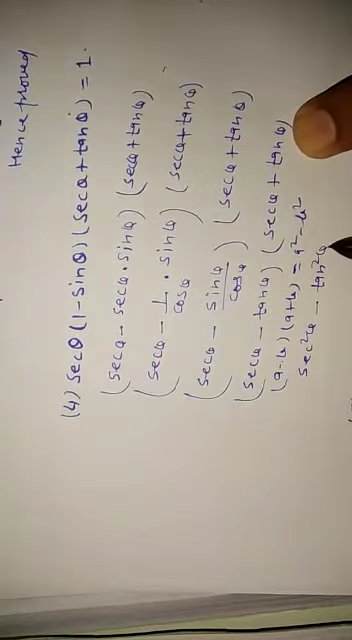 Hence proved
(4) secθ (1 - sinθ) (secθ + tanθ) = 1.
(secθ - secθ . sinθ) (secθ + tanθ)
(secθ - 1/cosθ . sinθ) (secθ + tanθ)
(secθ - sinθ/cosθ) (secθ + tanθ)
(secθ - tanθ) (secθ + tanθ)
(a-b) (a+b) = a² - b²
sec²θ - tan²θ